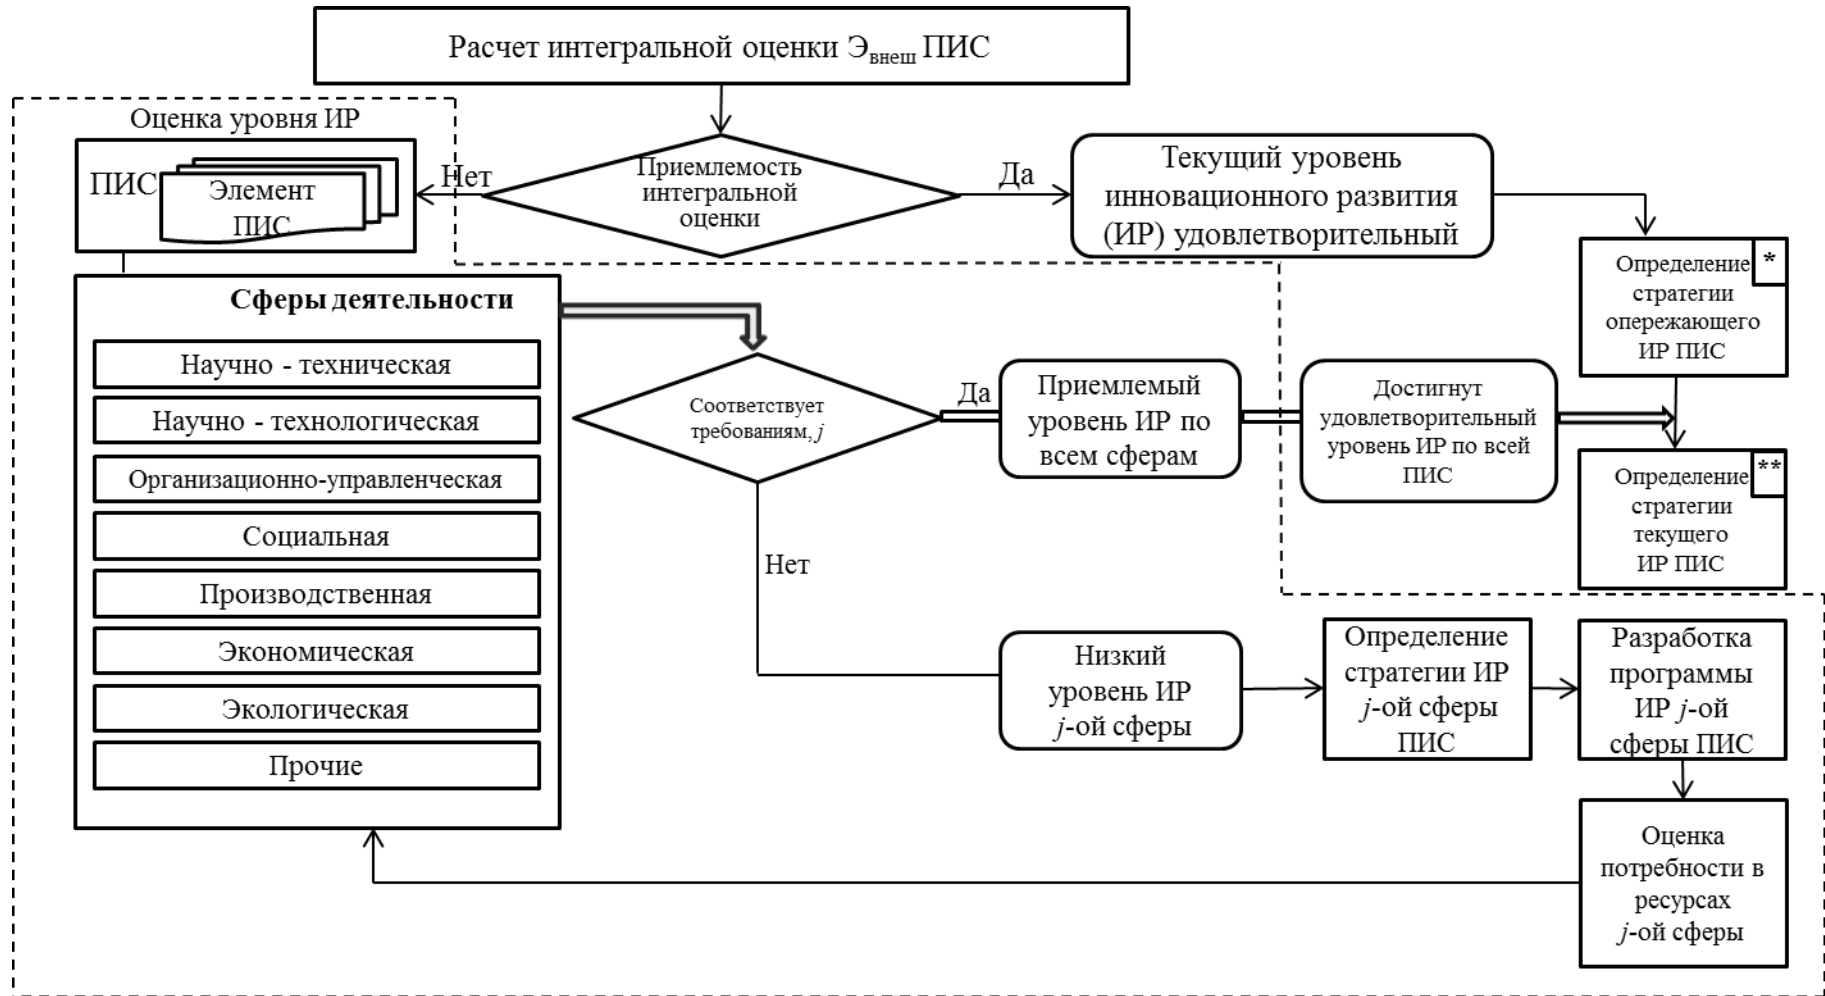 Расчет интегральной оценки Эвнеш ПИС
Оценка уровня ИР
ПИС
Элемент
ПИС
Нет
Приемлемость
интегральной
оценки
Да
Текущий уровень
инновационного развития
(ИР) удовлетворительный
Определение
стратегии
опережающего
ИР ПИС
*
Сферы деятельности
Научно - техническая
Научно - технологическая
Организационно-управленческая
Социальная
Производственная
Экономическая
Экологическая
Прочие
Соответствует
требованиям, j
Да
Приемлемый
уровень ИР по
всем сферам
Достигнут
удовлетворительный
уровень ИР по всей
ПИС
Определение
стратегии
текущего
ИР ПИС
**
Нет
Низкий
уровень ИР
j-ой сферы
Определение
стратегии ИР
j-ой сферы
ПИС
Разработка
программы
ИР j-ой
сферы ПИС
Оценка
потребности в
ресурсах
j-ой сферы